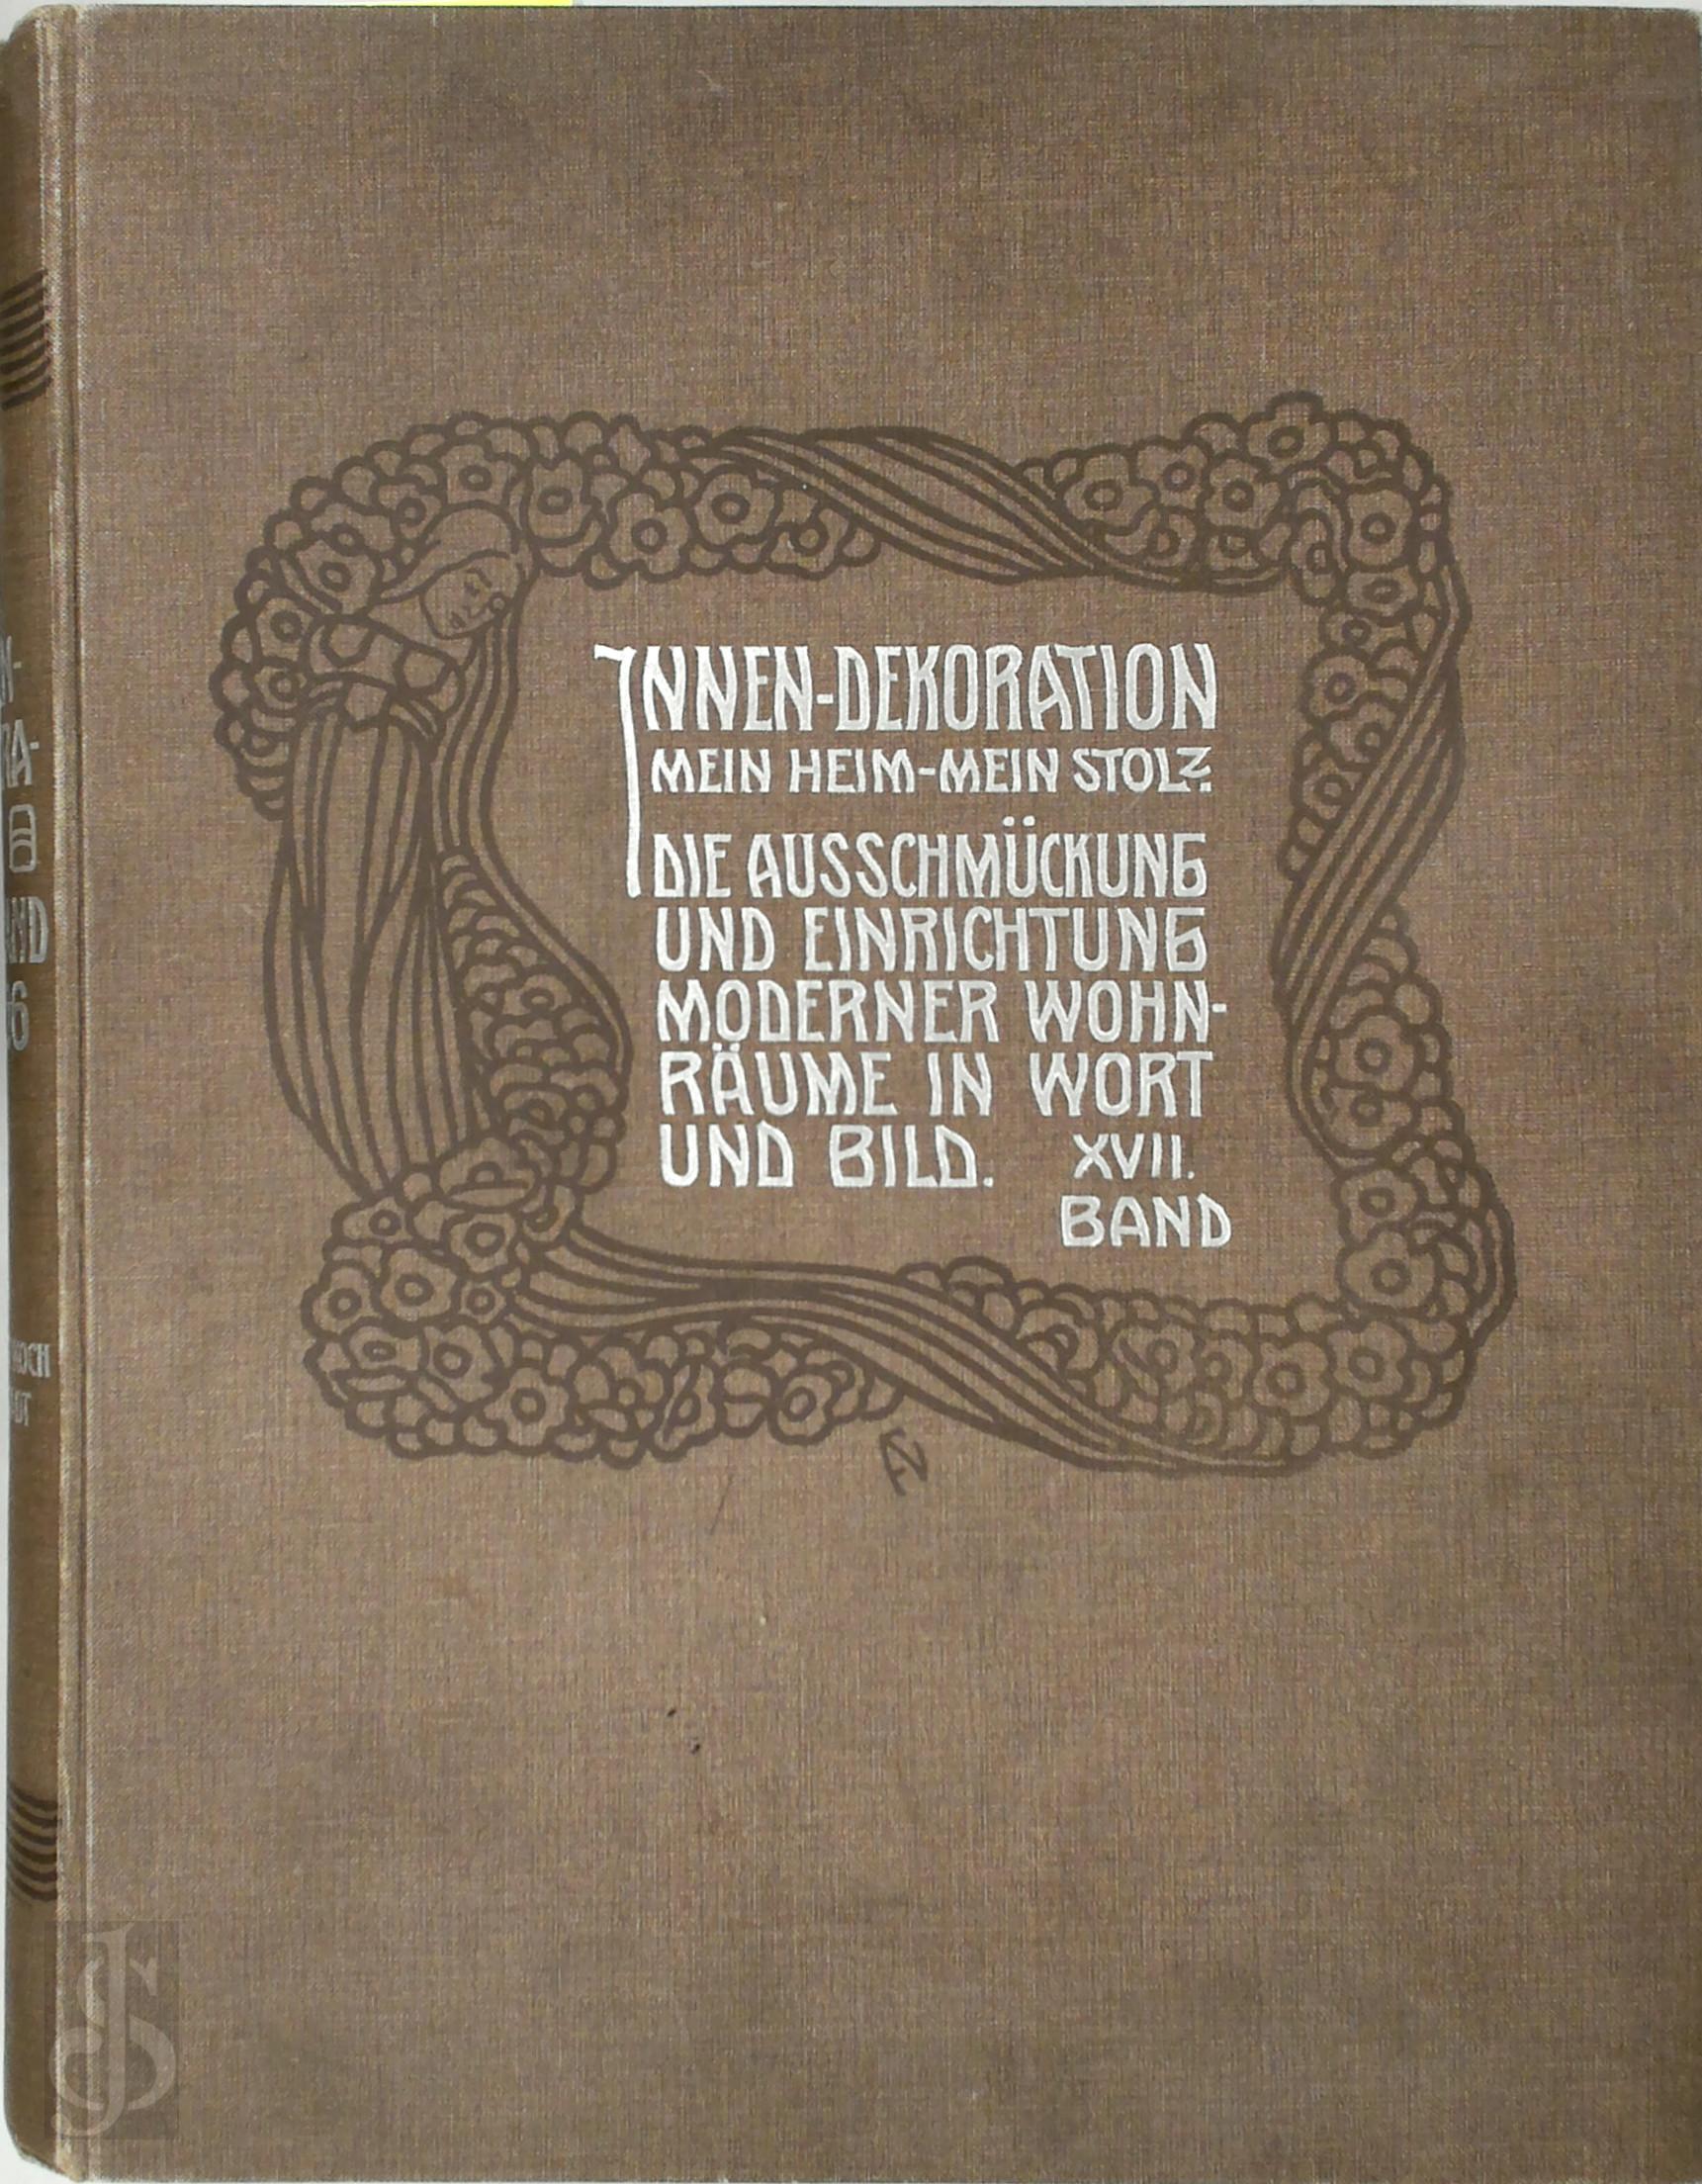 INNEN-DEKORATION
MEIN HEIM-MEIN STOLZ.
DIE AUSSCHMÜCKUNG
UND EINRICHTUNG
MODERNER WOHN-
RÄUME IN WORT
UND BILD. XVII.
BAND